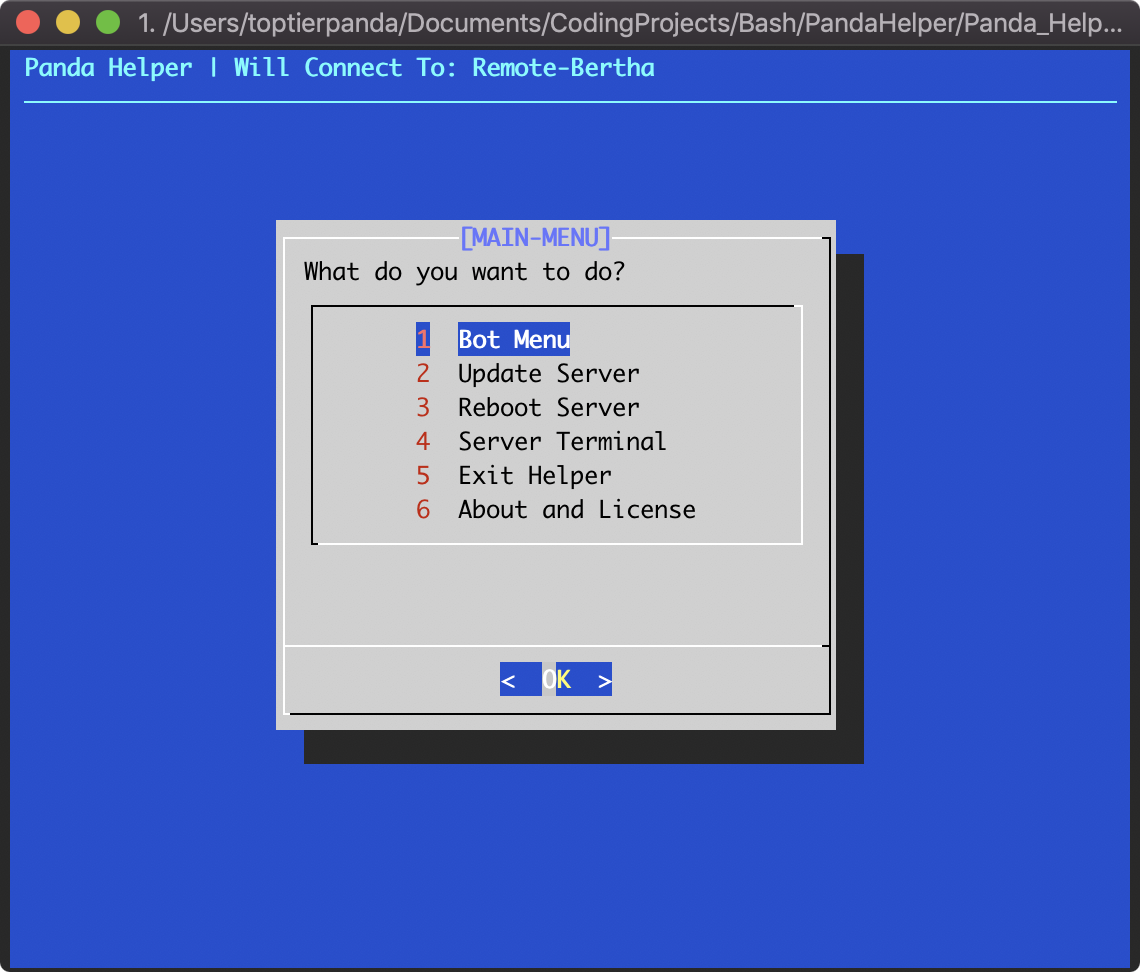 1. /Users/toptierpanda/Documents/CodingProjects/Bash/PandaHelper/Panda_Help...
Panda Helper | Will Connect To: Remote-Bertha
[MAIN-MENU]
What do you want to do?
1 Bot Menu
2 Update Server
3 Reboot Server
4 Server Terminal
5 Exit Helper
6 About and License
< OK >